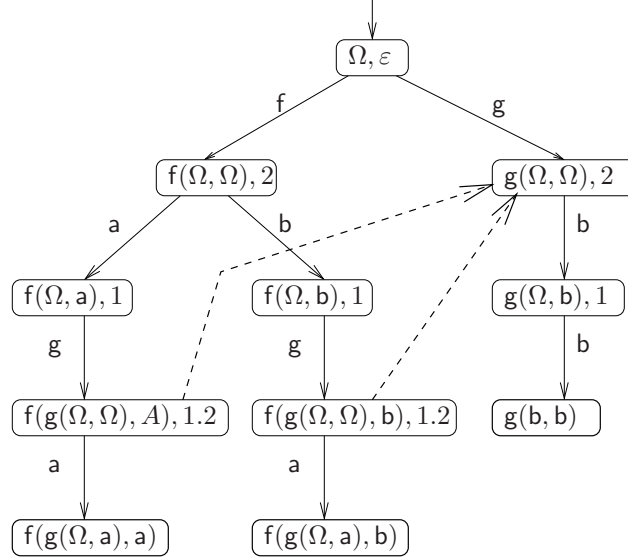 Ω, ε
f g
f(Ω, Ω), 2 g(Ω, Ω), 2
a b b
f(Ω, a), 1 f(Ω, b), 1 g(Ω, b), 1
g g b
f(g(Ω, Ω), A), 1.2 f(g(Ω, Ω), b), 1.2 g(b, b)
a a
f(g(Ω, a), a) f(g(Ω, a), b)